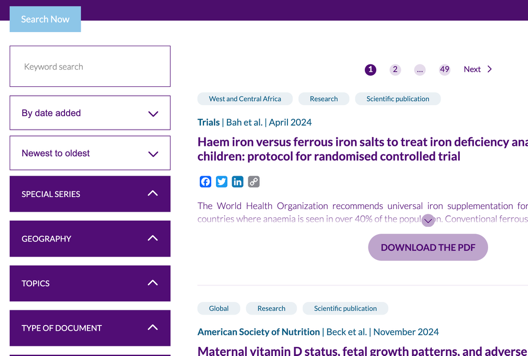 Search Now
Keyword search
By date added
Newest to oldest
SPECIAL SERIES
GEOGRAPHY
TOPICS
TYPE OF DOCUMENT
1 2 ... 49 Next
West and Central Africa Research Scientific publication
Trials | Bah et al. | April 2024
Haem iron versus ferrous iron salts to treat iron deficiency
children: protocol for randomised controlled trial
The World Health Organization recommends universal iron supplementation for
countries where anaemia is seen in over 40% of the Conventional ferrous
DOWNLOAD THE PDF
Global Research Scientific publication
American Society of Nutrition | Beck et al. | November 2024
Maternal vitamin D status, fetal growth patterns, and adverse